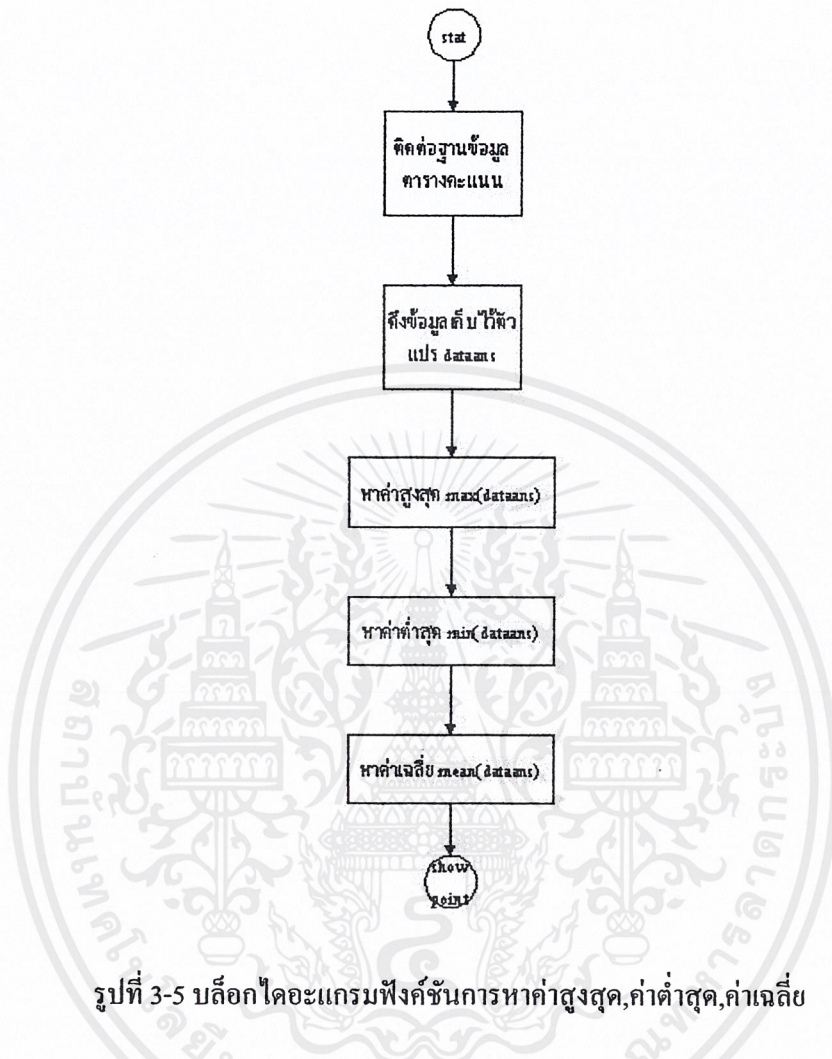 stat
ติดต่อฐานข้อมูล
ตารางคะแนน
ดึงข้อมูลเก็บไว้ตัว
แปร dataans
หาค่าสูงสุด max(dataans)
หาค่าต่ำสุด min(dataans)
หาค่าเฉลี่ย mean(dataans)
show
point
รูปที่ 3-5 บล็อกไดอะแกรมฟังค์ชันการหาค่าสูงสุด,ค่าต่ำสุด,ค่าเฉลี่ย